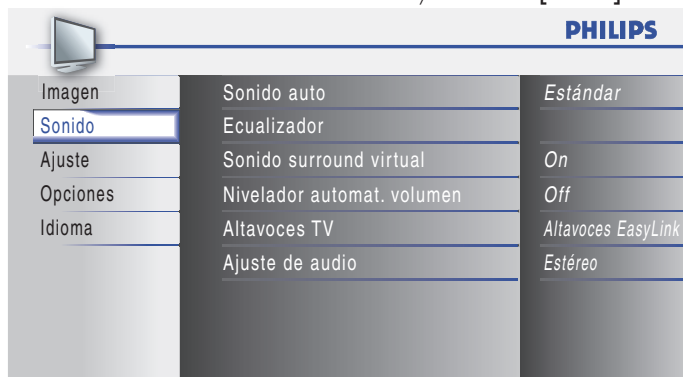 PHILIPS
Imagen
Sonido
Ajuste
Opciones
Idioma
Sonido auto
Ecualizador
Sonido surround virtual
Nivelador automat. volumen
Altavoces TV
Ajuste de audio
Estándar
On
Off
Altavoces EasyLink
Estéreo